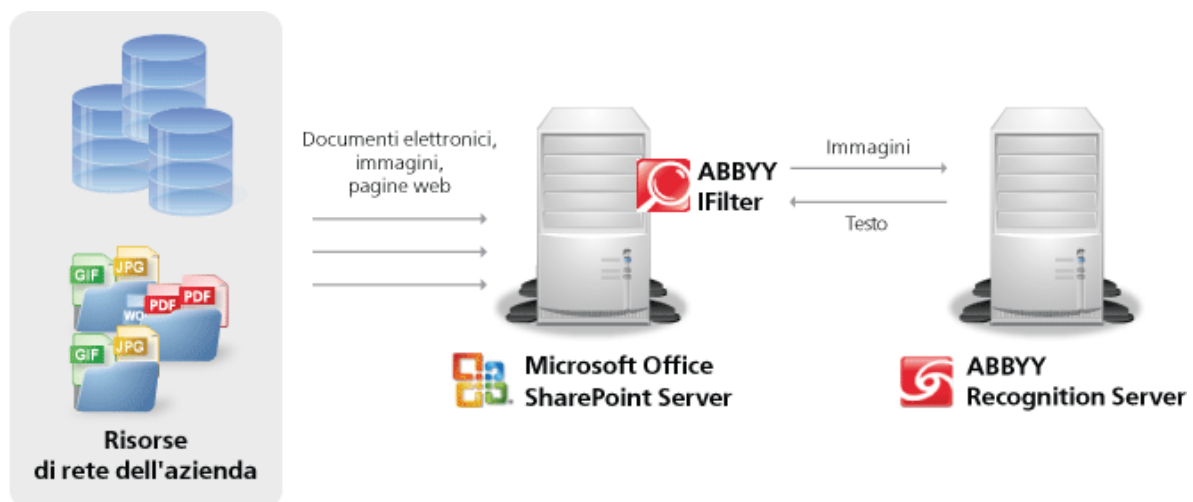 GIF
JPG
WO
PDF
PDF
GIF
JPG
Risorse
di rete dell'azienda
Documenti elettronici,
immagini,
pagine web
ABBYY
IFilter
Microsoft Office
SharePoint Server
Immagini
Testo
ABBYY
Recognition Server